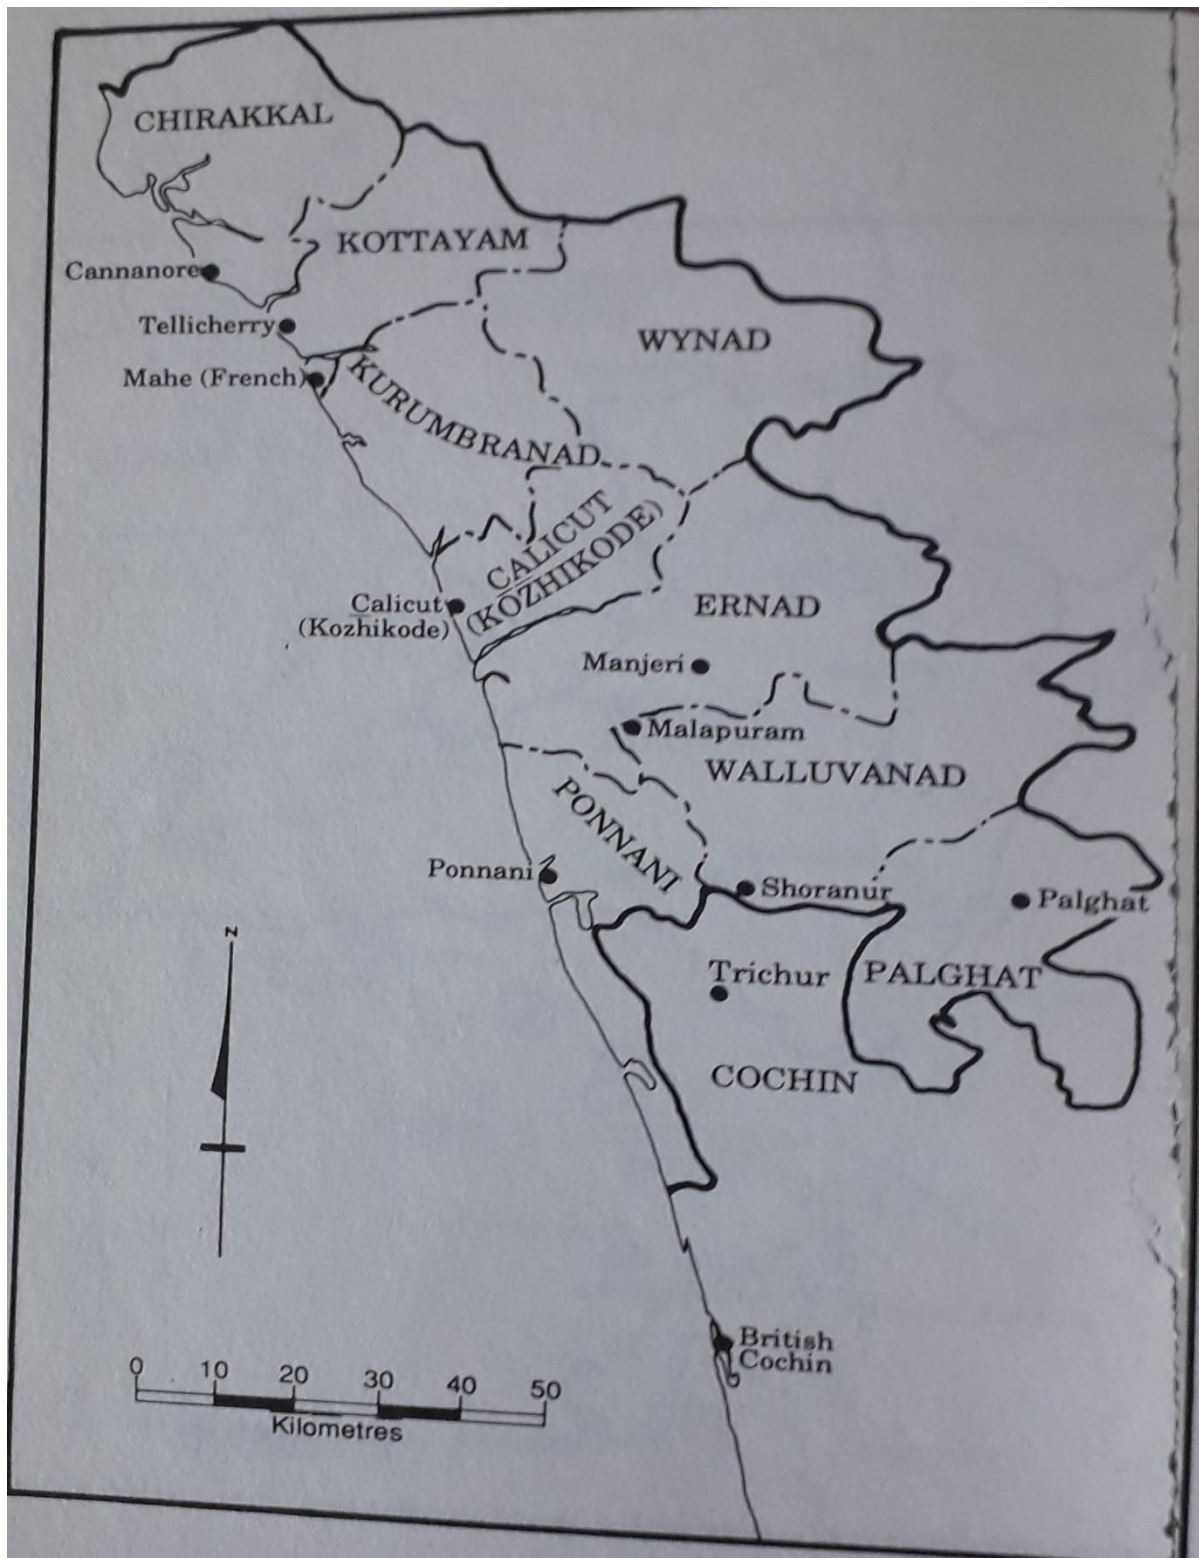 CHIRAKKAL
KOTTAYAM
Cannanore
Tellicherry
WYNAD
Mahe (French)
KURUMBRANAD
CALICUT
(KOZHIKODE)
Calicut
(Kozhikode)
ERNAD
Manjeri
Malapuram
WALLUVANAD
PONNANI
Ponnani
Shoranur
Palghat
N
Trichur
PALGHAT
COCHIN
British
Cochin
0 10 20 30 40 50
Kilometres